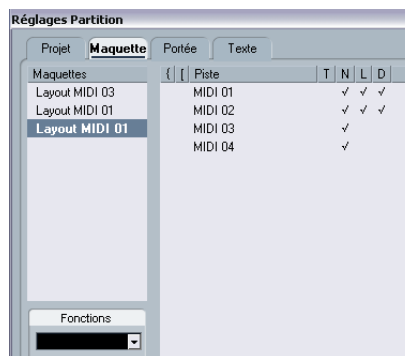 Réglages Partition
Projet Maquette Portée Texte
Maquettes { [ Piste T N L D
Layout MIDI 03 MIDI 01 √ √ √
Layout MIDI 01 MIDI 02 √ √ √
Layout MIDI 01 MIDI 03 √
MIDI 04 √
Fonctions